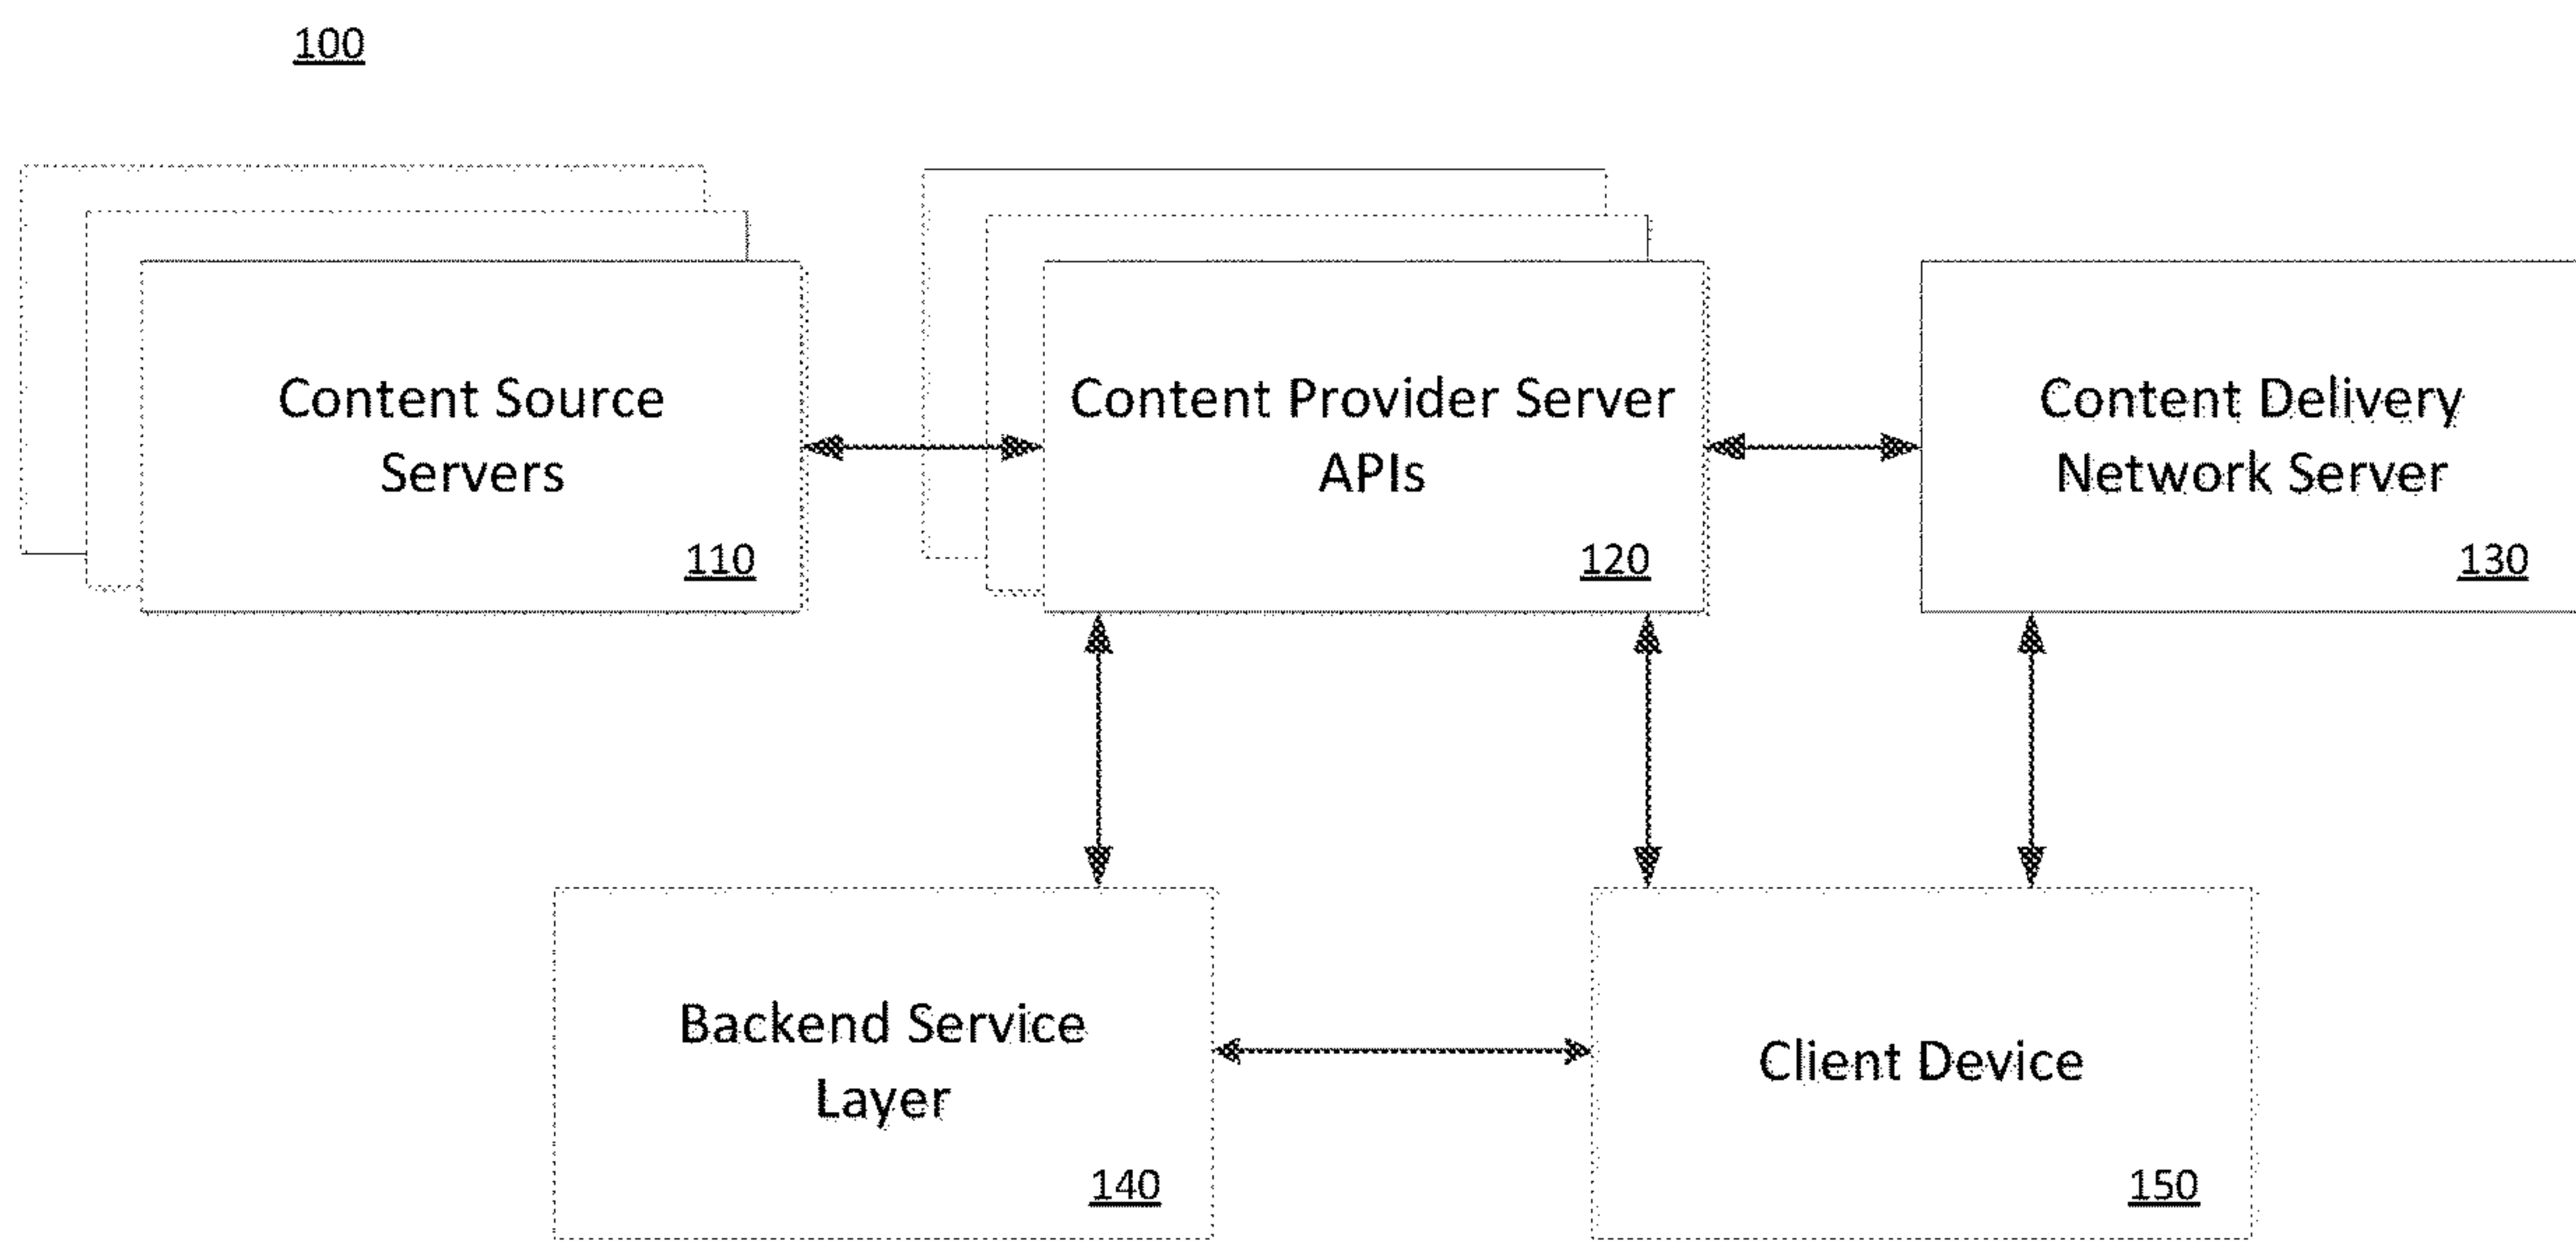 100
Content Source
Servers
110
Content Provider Server
APIs
120
Content Delivery
Network Server
130
Backend Service
Layer
140
Client Device
150